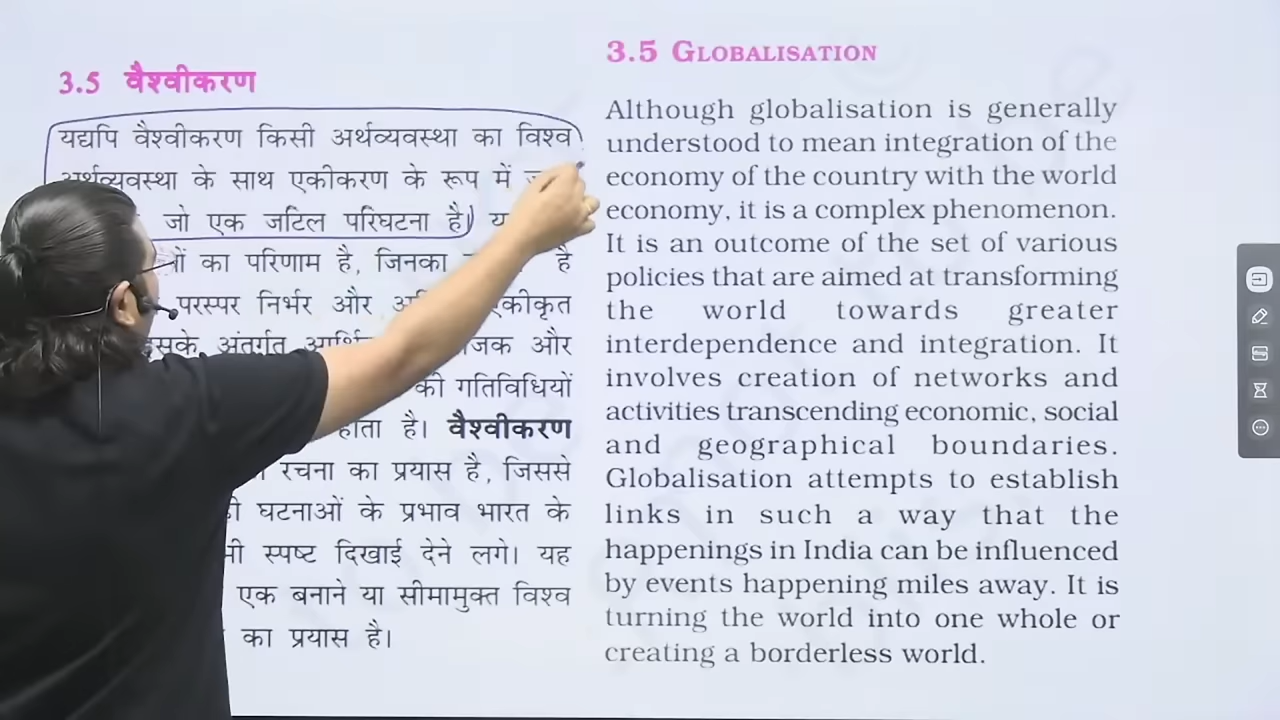 3.5 वैश्वीकरण
यद्यपि वैश्वीकरण किसी अर्थव्यवस्था का विश्व
अर्थव्यवस्था के साथ एकीकरण के रूप में
जो एक जटिल परिघटना है।
का परिणाम है, जिनका है
परस्पर निर्भर और एकीकृत
इसके अंतर्गत और
की गतिविधियों
होता है। वैश्वीकरण
रचना का प्रयास है, जिससे
घटनाओं के प्रभाव भारत के
भी स्पष्ट दिखाई देने लगे। यह
एक बनाने या सीमामुक्त विश्व
का प्रयास है।
3.5 GLOBALISATION
Although globalisation is generally
understood to mean integration of the
economy of the country with the world
economy, it is a complex phenomenon.
It is an outcome of the set of various
policies that are aimed at transforming
the world towards greater
interdependence and integration. It
involves creation of networks and
activities transcending economic, social
and geographical boundaries.
Globalisation attempts to establish
links in such a way that the
happenings in India can be influenced
by events happening miles away. It is
turning the world into one whole or
creating a borderless world.